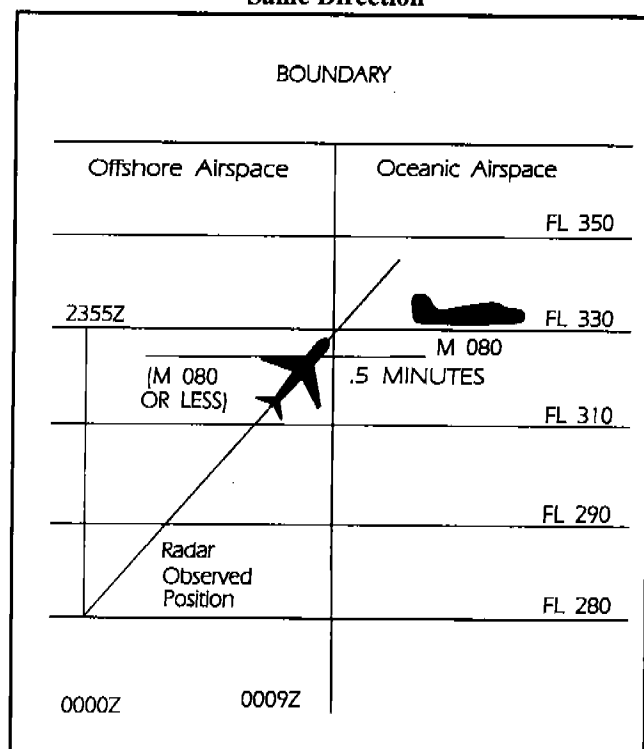 Same Direction
BOUNDARY
Offshore Airspace
Oceanic Airspace
FL 350
2355Z
FL 330
M 080
(M 080
OR LESS)
.5 MINUTES
FL 310
FL 290
Radar
Observed
Position
FL 280
0000Z
0009Z